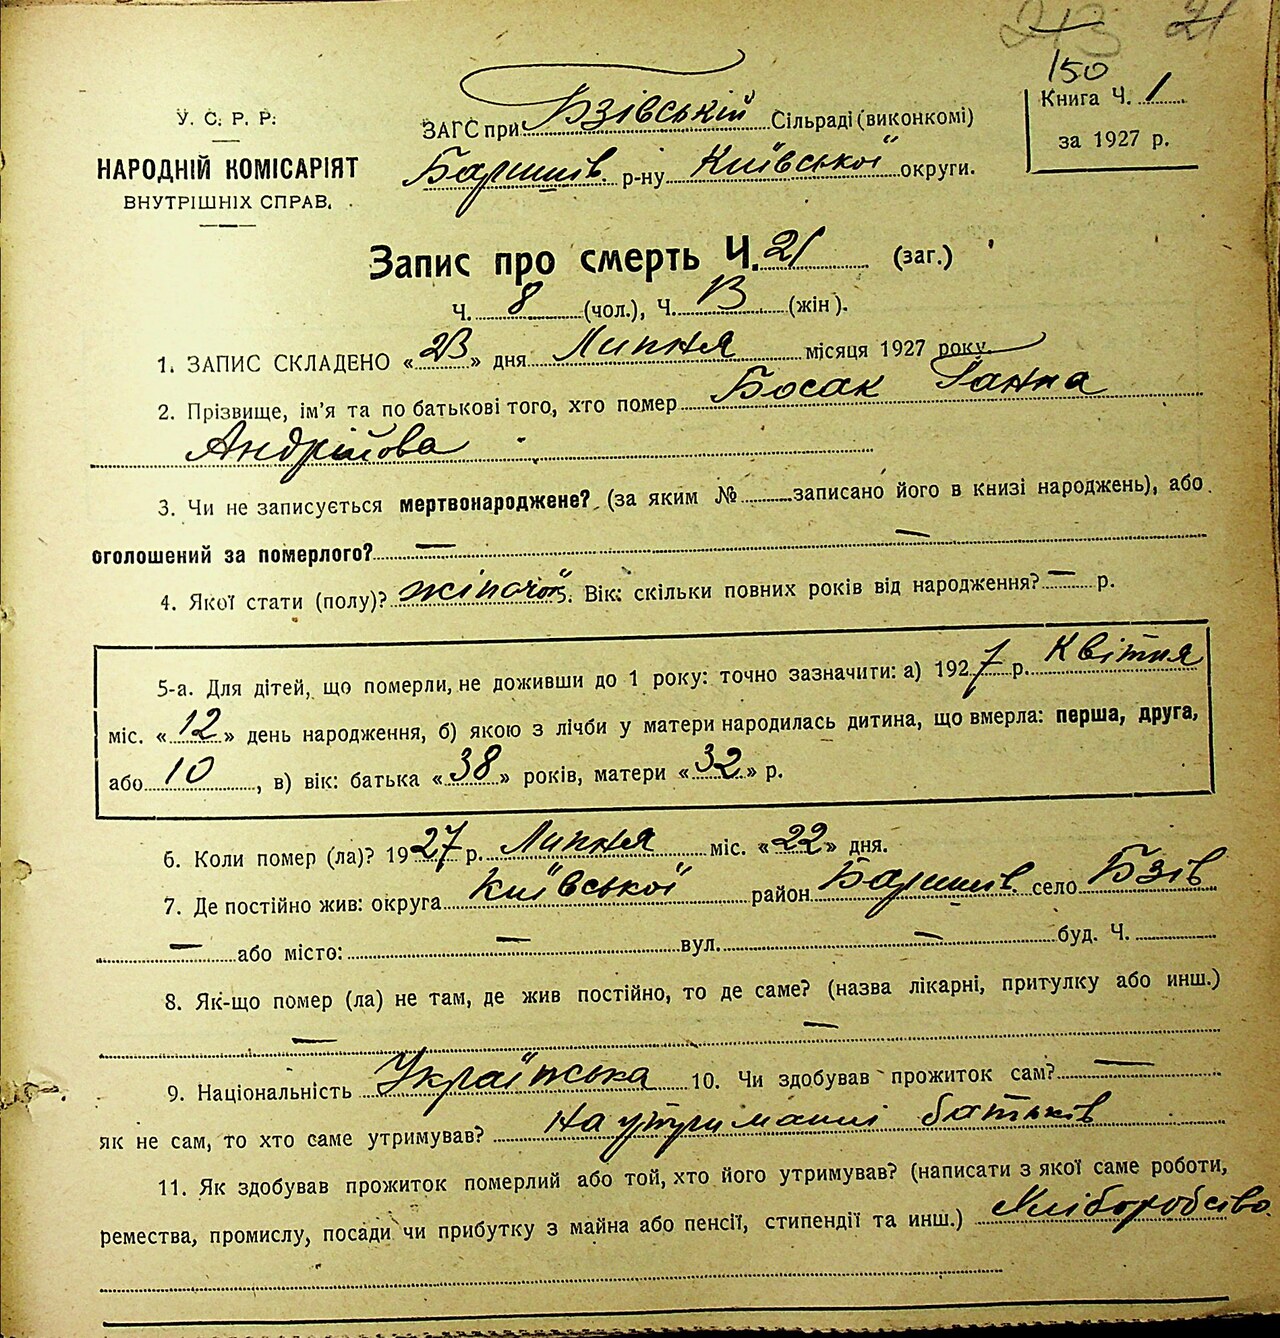 213 21
150
У. С. Р. Р.
НАРОДНІЙ КОМІСАРІЯТ
ВНУТРІШНІХ СПРАВ.
ЗАГС при Бзівській Сільраді (виконкомі)
Баришів. р-ну Київської округи.
Книга Ч. 1
за 1927 р.
Запис про смерть Ч. 21 (заг.)
Ч. 8 (чол.), Ч. 13 (жін).
1. ЗАПИС СКЛАДЕНО «23» дня Липня місяця 1927 року.
2. Прізвище, ім'я та по батькові того, хто помер Босак Ганна
Андрійова
3. Чи не записується мертвонароджене? (за яким № записано його в книзі народжень), або
оголошений за померлого? — —
4. Якої стати (полу)? жіночої 5. Вік: скільки повних років від народження? — р.
5-а. Для дітей, що померли, не доживши до 1 року: точно зазначити: а) 1927 р. Квітня
міс. «12» день народження, б) якою з лічби у матери народилась дитина, що вмерла: перша, друга,
або 10, в) вік: батька «38» років, матери «32» р.
6. Коли помер (ла)? 1927 р. Липня міс. «22» дня.
7. Де постійно жив: округа Київської район Баришів. село Бзів
— або місто: — вул. — буд. Ч.
8. Як-що помер (ла) не там, де жив постійно, то де саме? (назва лікарні, притулку або инш.)
— —
9. Національність Українська 10. Чи здобував прожиток сам? —
як не сам, то хто саме утримував? На утриманні батьків
11. Як здобував прожиток померлий або той, хто його утримував? (написати з якої саме роботи,
ремества, промислу, посади чи прибутку з майна або пенсії, стипендії та инш.) Хліборобство